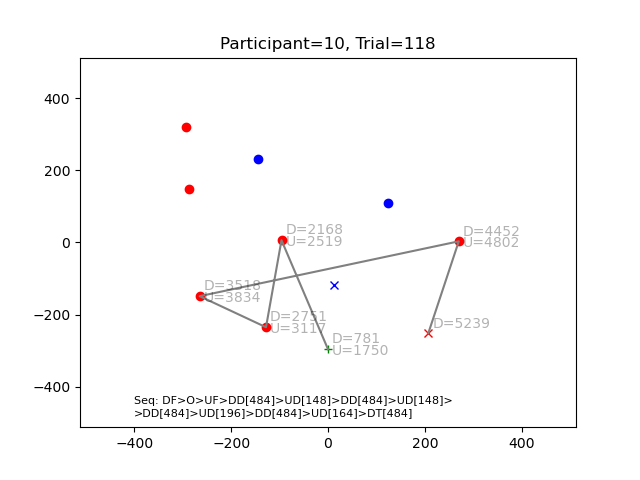 Participant=10, Trial=118
400
200
0
−200
−400
D=2168
U=2519
D=4452
U=4802
D=3518
U=3834
D=2751
U=3117
D=781
U=1750
D=5239
Seq: DF>O>UF>DD[484]>UD[148]>DD[484]>UD[148]>
>DD[484]>UD[196]>DD[484]>UD[164]>DT[484]
−400 −200 0 200 400